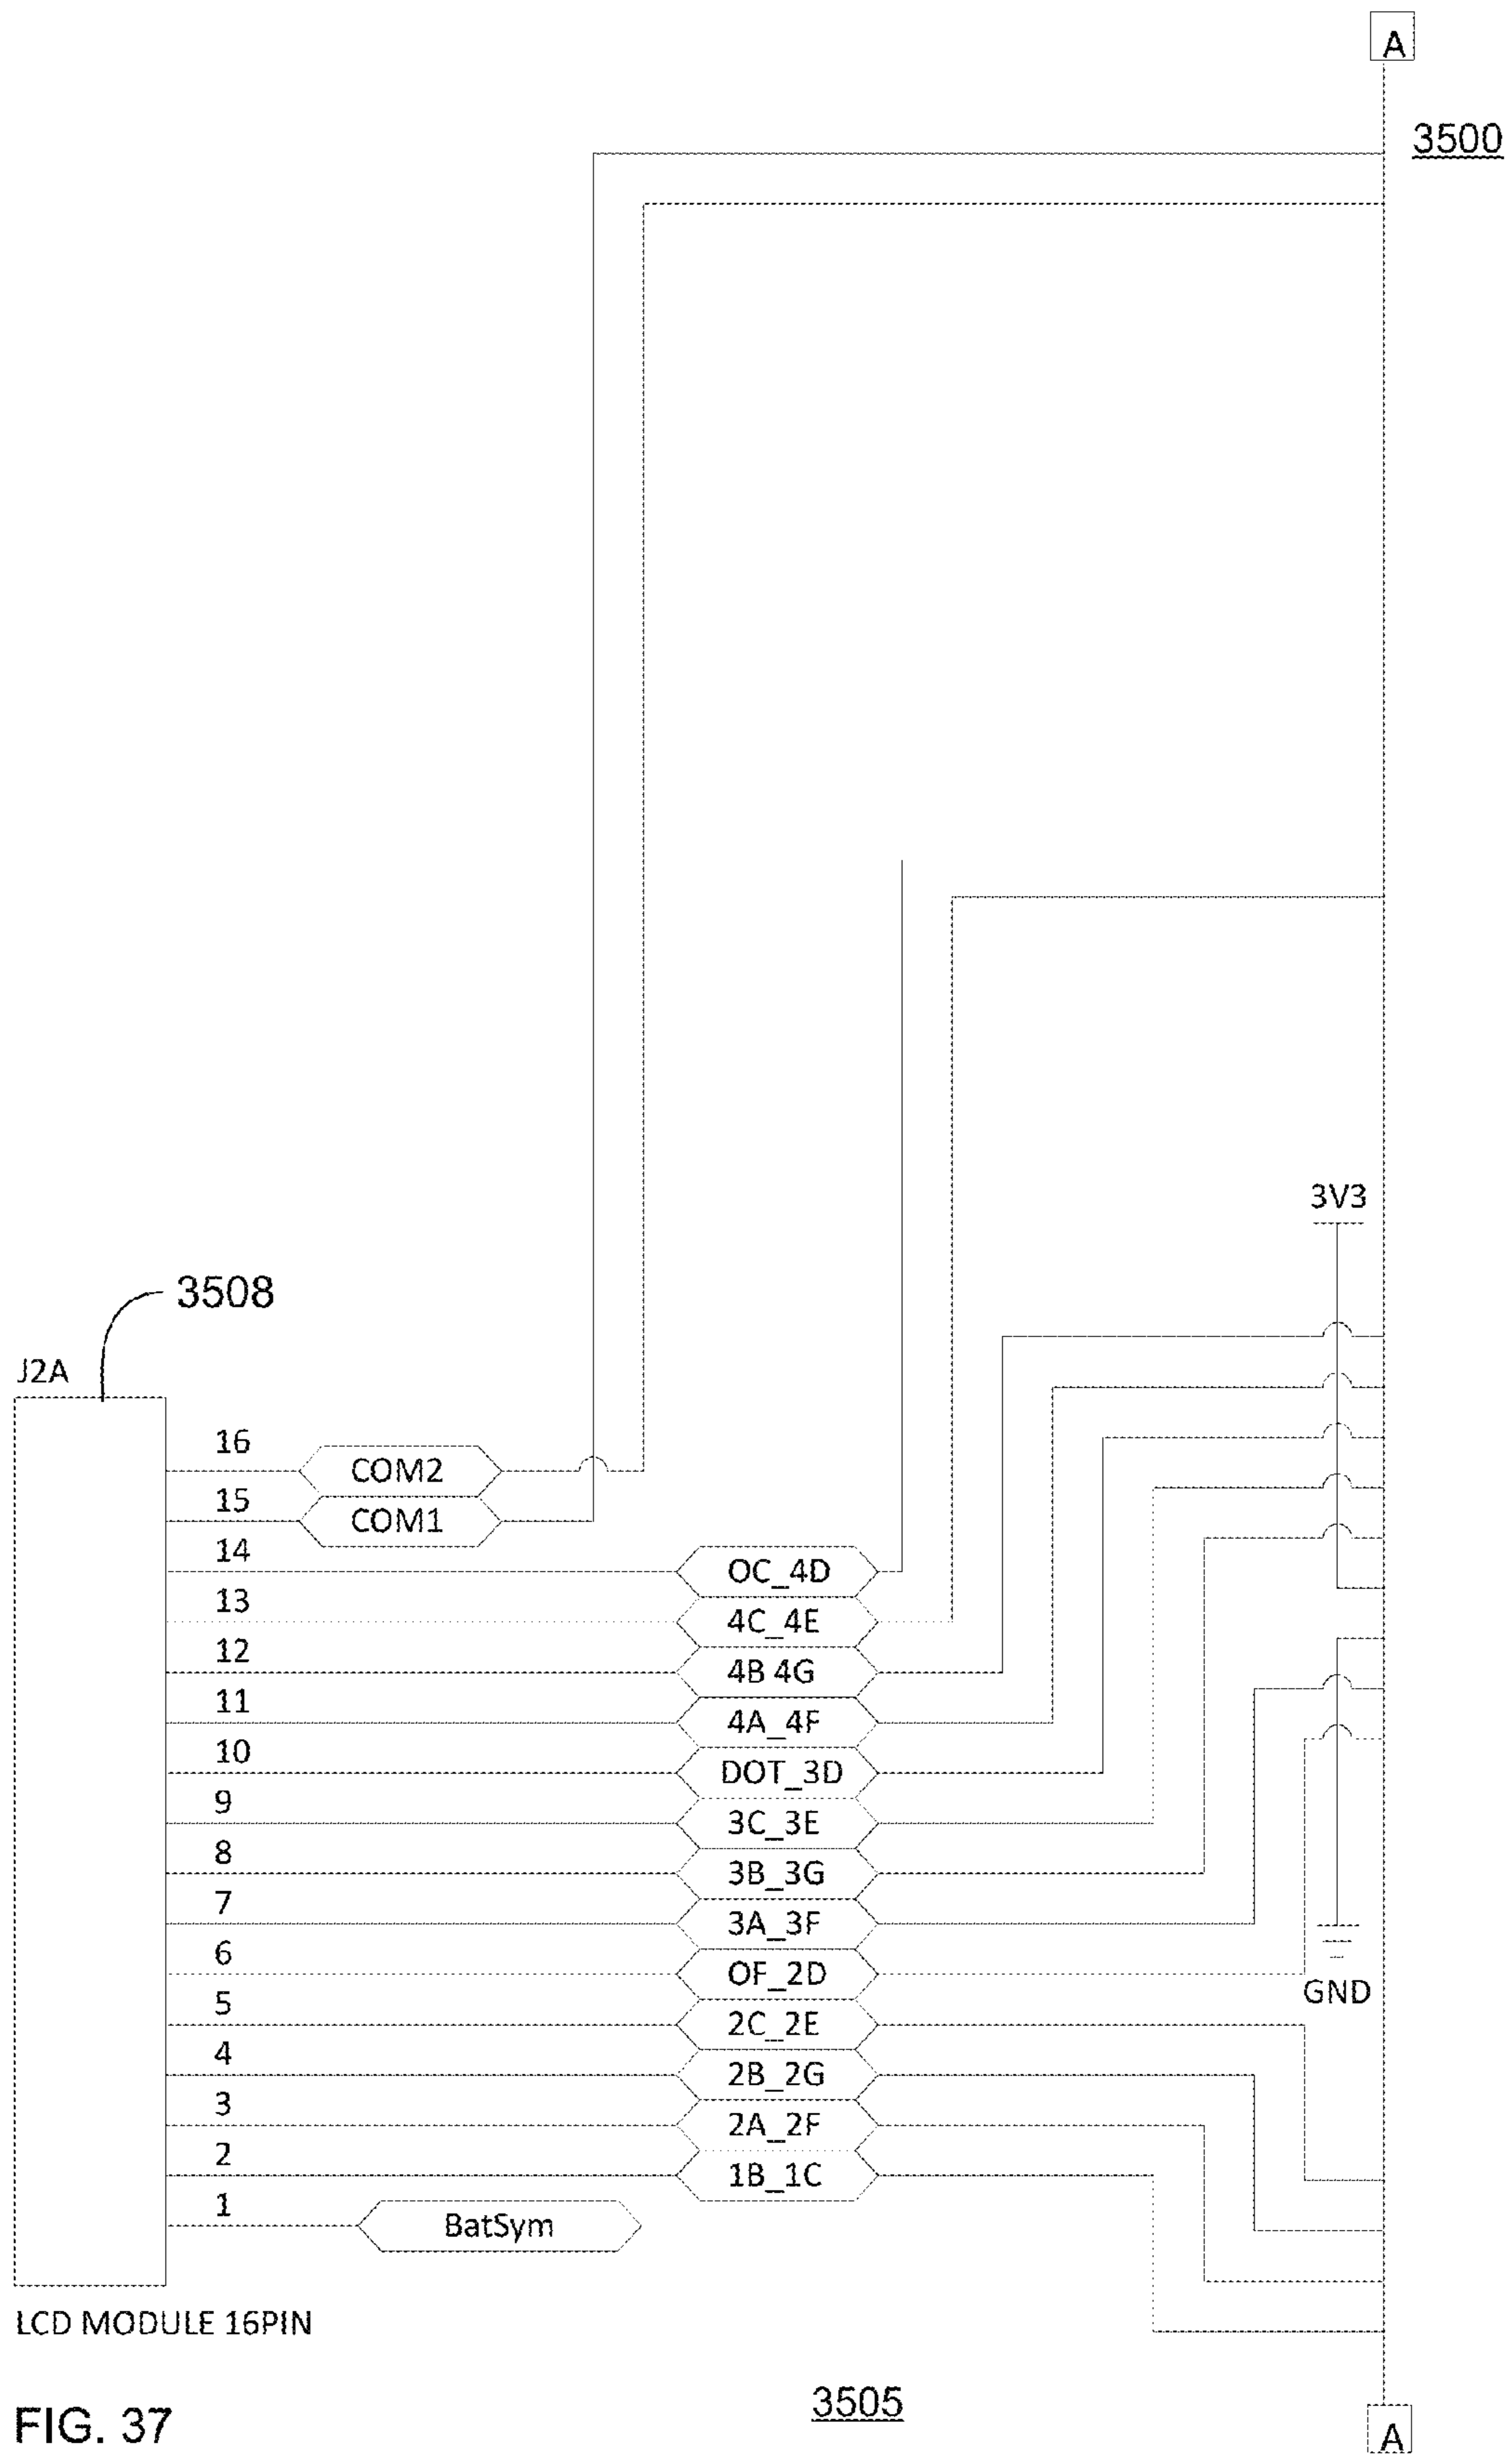 A
3500
3V3
3508
J2A
16 COM2
15 COM1
14 OC_4D
13 4C_4E
12 4B 4G
11 4A_4F
10 DOT_3D
9 3C_3E
8 3B_3G
7 3A_3F
6 OF_2D
GND
5 2C_2E
4 2B_2G
3 2A_2F
2 1B_1C
1 BatSym
LCD MODULE 16PIN
3505
FIG. 37
A